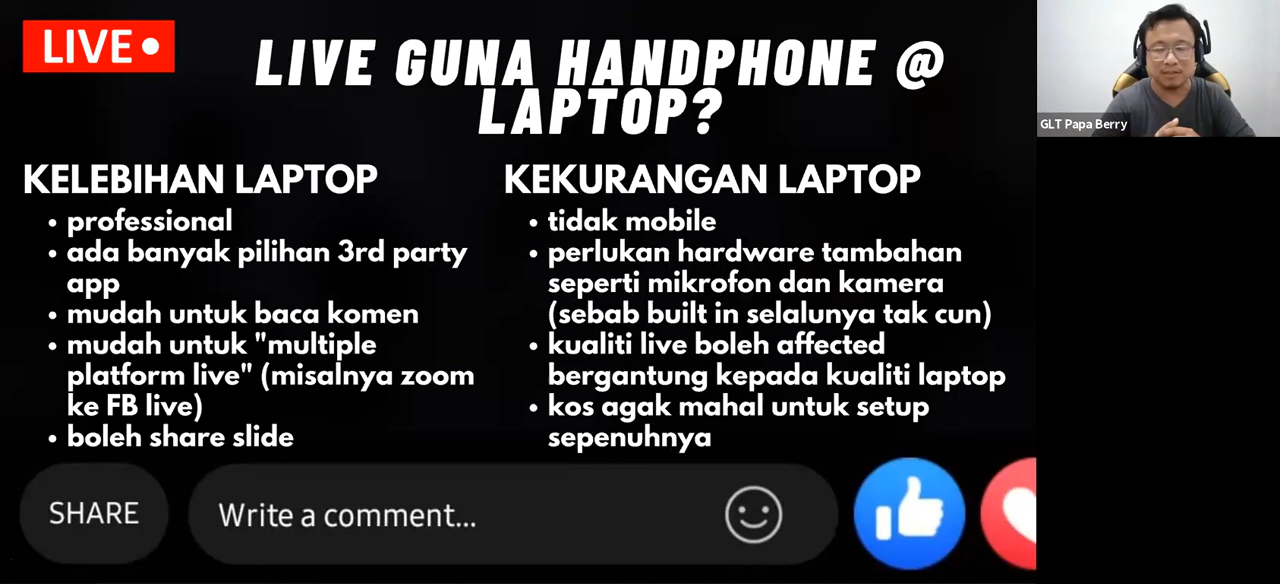 LIVE
LIVE GUNA HANDPHONE @
LAPTOP?
KELEBIHAN LAPTOP
• professional
• ada banyak pilihan 3rd party
app
• mudah untuk baca komen
• mudah untuk "multiple
platform live" (misalnya zoom
ke FB live)
• boleh share slide
KEKURANGAN LAPTOP
• tidak mobile
• perlukan hardware tambahan
seperti mikrofon dan kamera
(sebab built in selalunya tak cun)
• kualiti live boleh affected
bergantung kepada kualiti laptop
• kos agak mahal untuk setup
sepenuhnya
SHARE
Write a comment...
GLT Papa Berry